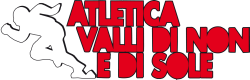 ATLETICA
VALLI DI NON
E DI SOLE